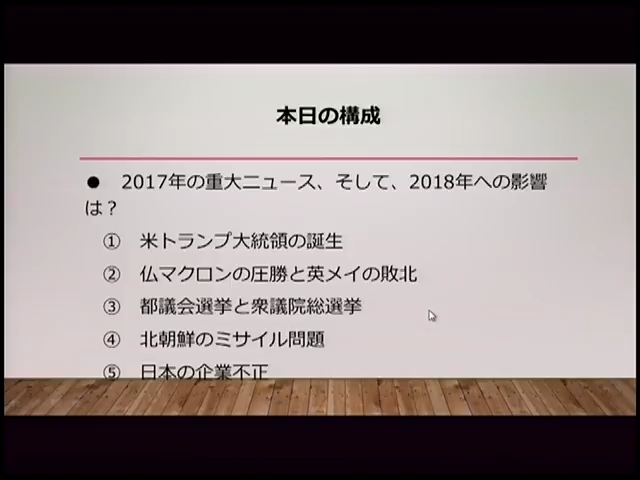 本日の構成
● 2017年の重大ニュース、そして、2018年への影響
は？
① 米トランプ大統領の誕生
② 仏マクロンの圧勝と英メイの敗北
③ 都議会選挙と衆議院総選挙
④ 北朝鮮のミサイル問題
⑤ 日本の企業不正